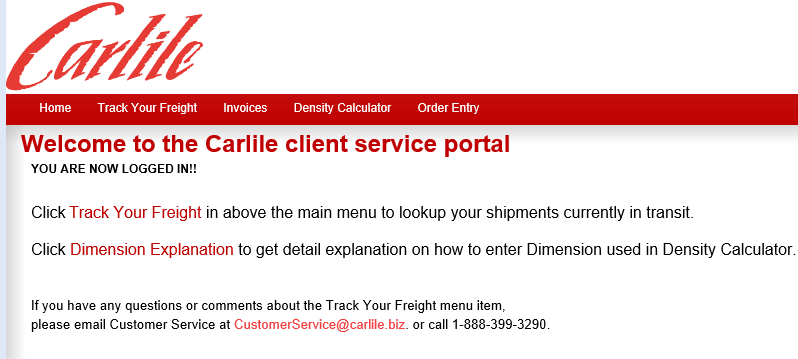 Carlile
Home Track Your Freight Invoices Density Calculator Order Entry
Welcome to the Carlile client service portal
YOU ARE NOW LOGGED IN!!
Click Track Your Freight in above the main menu to lookup your shipments currently in transit.
Click Dimension Explanation to get detail explanation on how to enter Dimension used in Density Calculator.
If you have any questions or comments about the Track Your Freight menu item,
please email Customer Service at CustomerService@carlile.biz. or call 1-888-399-3290.